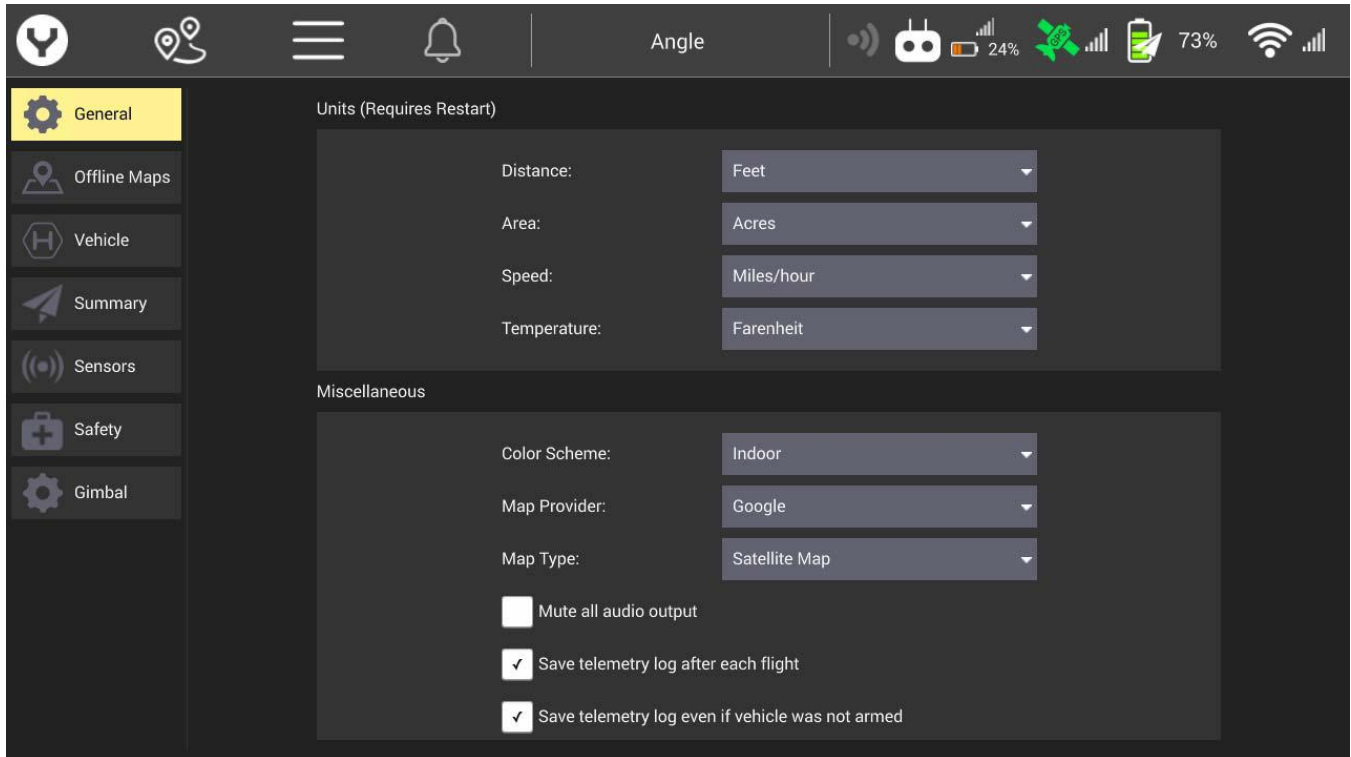 Y
Angle
24%
GPS
73%
General
Offline Maps
Vehicle
Summary
Sensors
Safety
Gimbal
Units (Requires Restart)
Distance: Feet
Area: Acres
Speed: Miles/hour
Temperature: Farenheit
Miscellaneous
Color Scheme: Indoor
Map Provider: Google
Map Type: Satellite Map
Mute all audio output
Save telemetry log after each flight
Save telemetry log even if vehicle was not armed